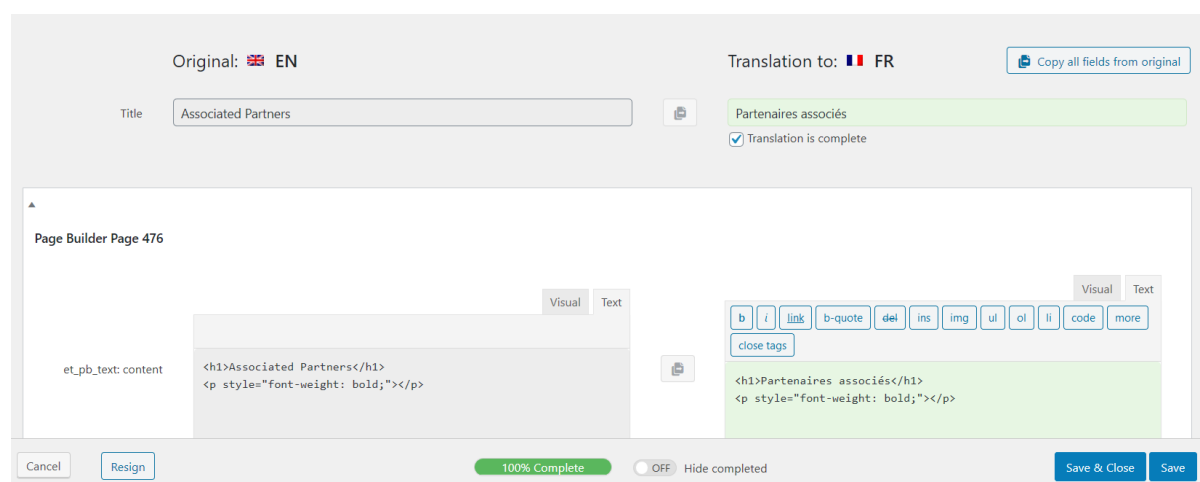 Original: EN
Translation to: FR
Copy all fields from original
Title
Associated Partners
Partenaires associés
Translation is complete
Page Builder Page 476
Visual Text
Visual Text
b i link b-quote del ins img ul ol li code more
close tags
et_pb_text: content
<h1>Associated Partners</h1>
<p style="font-weight: bold;"></p>
<h1>Partenaires associés</h1>
<p style="font-weight: bold;"></p>
Cancel
Resign
100% Complete
OFF Hide completed
Save & Close
Save